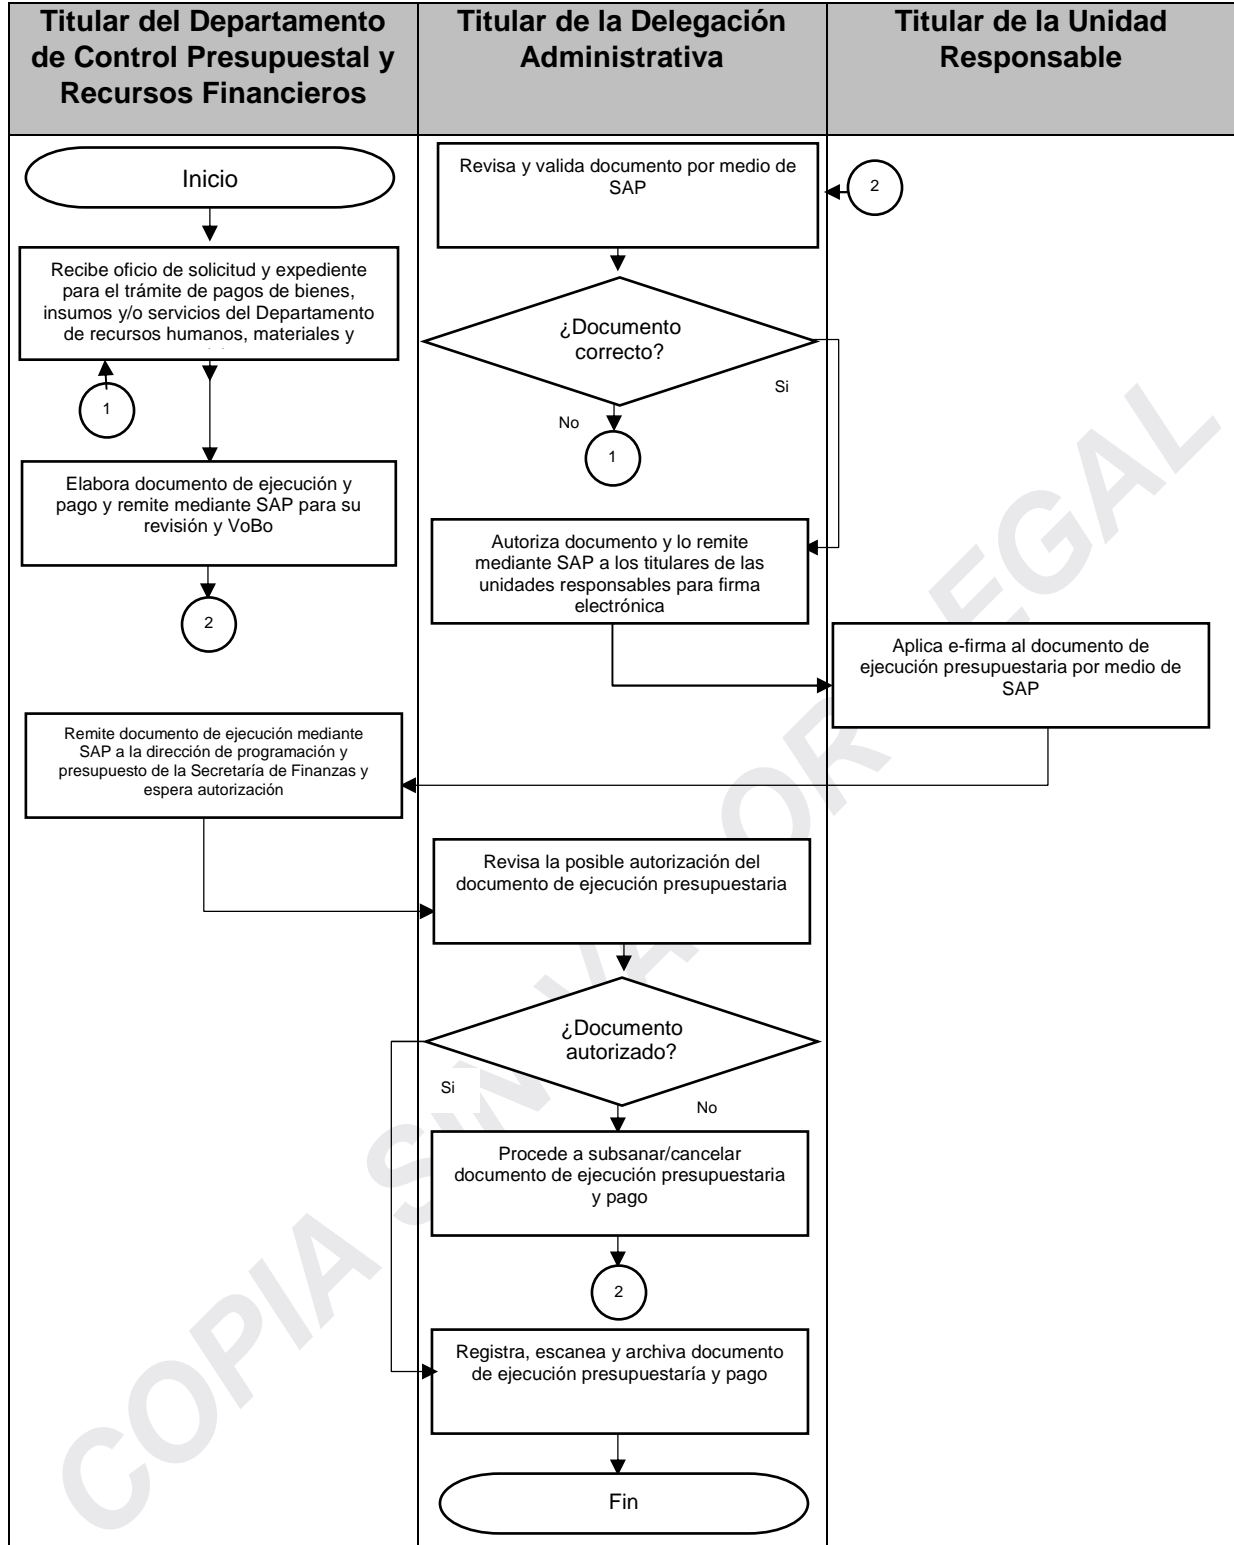 Titular del Departamento
de Control Presupuestal y
Recursos Financieros
Titular de la Delegación
Administrativa
Titular de la Unidad
Responsable
Inicio
Recibe oficio de solicitud y expediente
para el trámite de pagos de bienes,
insumos y/o servicios del Departamento
de recursos humanos, materiales y
1
Elabora documento de ejecución y
pago y remite mediante SAP para su
revisión y VoBo
2
Remite documento de ejecución mediante
SAP a la dirección de programación y
presupuesto de la Secretaría de Finanzas y
espera autorización
Revisa y valida documento por medio de
SAP
2
¿Documento
correcto?
Si
No
1
Autoriza documento y lo remite
mediante SAP a los titulares de las
unidades responsables para firma
electrónica
Aplica e-firma al documento de
ejecución presupuestaria por medio de
SAP
Revisa la posible autorización del
documento de ejecución presupuestaria
¿Documento
autorizado?
Si
No
Procede a subsanar/cancelar
documento de ejecución presupuestaria
y pago
2
Registra, escanea y archiva documento
de ejecución presupuestaría y pago
Fin
COPIA SIN VALOR LEGAL